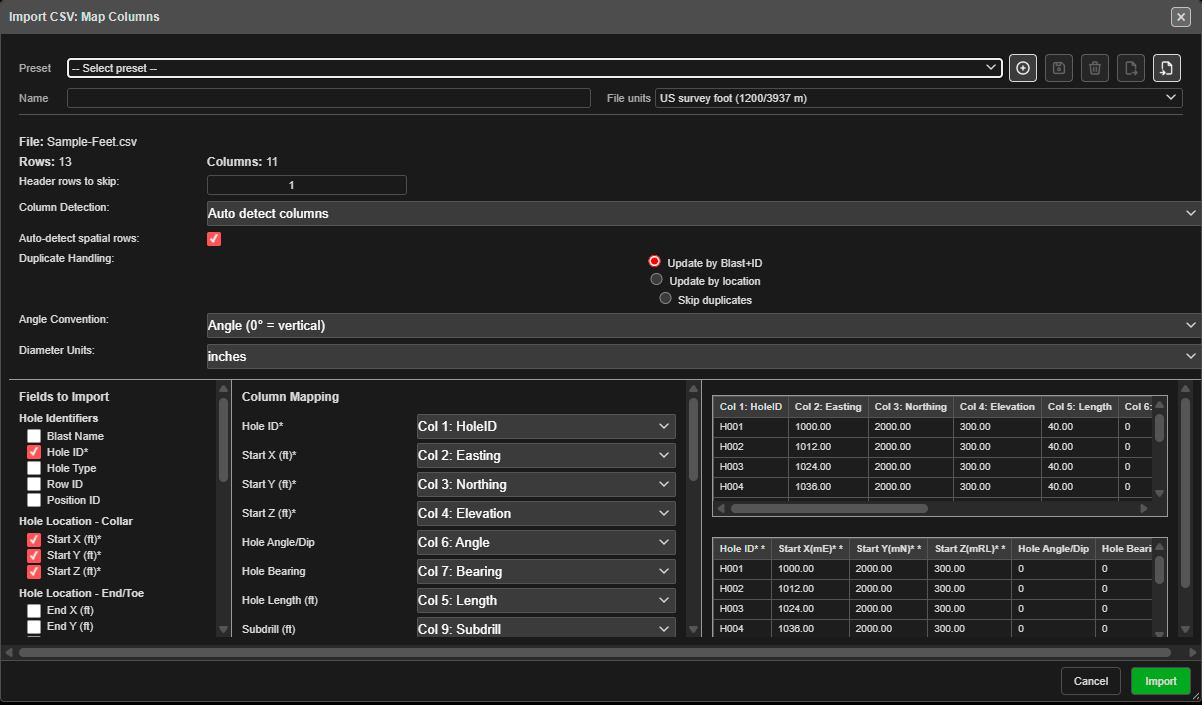 Import CSV: Map Columns
Preset -- Select preset --
Name File units US survey foot (1200/3937 m)
File: Sample-Feet.csv
Rows: 13 Columns: 11
Header rows to skip: 1
Column Detection: Auto detect columns
Auto-detect spatial rows:
Duplicate Handling:
Update by Blast+ID
Update by location
Skip duplicates
Angle Convention: Angle (0° = vertical)
Diameter Units: inches
Fields to Import
Hole Identifiers
Blast Name
Hole ID*
Hole Type
Row ID
Position ID
Hole Location - Collar
Start X (ft)*
Start Y (ft)*
Start Z (ft)*
Hole Location - End/Toe
End X (ft)
End Y (ft)
Column Mapping
Hole ID* Col 1: HoleID
Start X (ft)* Col 2: Easting
Start Y (ft)* Col 3: Northing
Start Z (ft)* Col 4: Elevation
Hole Angle/Dip Col 6: Angle
Hole Bearing Col 7: Bearing
Hole Length (ft) Col 5: Length
Subdrill (ft) Col 9: Subdrill
Col 1: HoleID Col 2: Easting Col 3: Northing Col 4: Elevation Col 5: Length Col 6:
H001 1000.00 2000.00 300.00 40.00 0
H002 1012.00 2000.00 300.00 40.00 0
H003 1024.00 2000.00 300.00 40.00 0
H004 1036.00 2000.00 300.00 40.00 0
Hole ID* * Start X(mE)* * Start Y(mN)* * Start Z(mRL)* * Hole Angle/Dip Hole Beari
H001 1000.00 2000.00 300.00 0 0
H002 1012.00 2000.00 300.00 0 0
H003 1024.00 2000.00 300.00 0 0
H004 1036.00 2000.00 300.00 0 0
Cancel Import